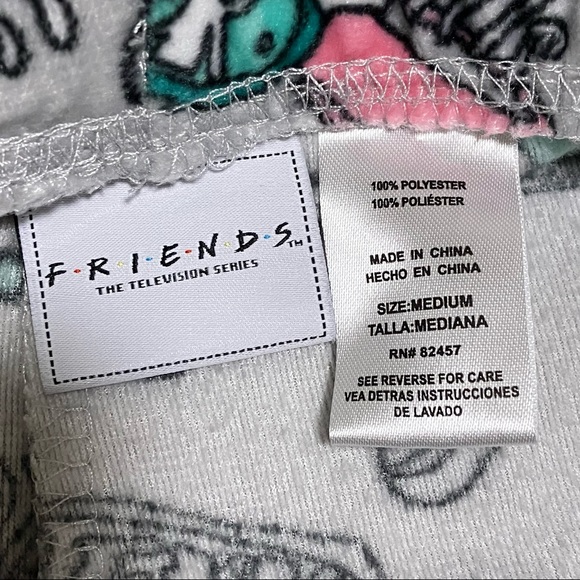 F·R·I·E·N·D·S™
THE TELEVISION SERIES
100% POLYESTER
100% POLIÉSTER
MADE IN CHINA
HECHO EN CHINA
SIZE:MEDIUM
TALLA:MEDIANA
RN# 82457
SEE REVERSE FOR CARE
VEA DETRAS INSTRUCCIONES
DE LAVADO